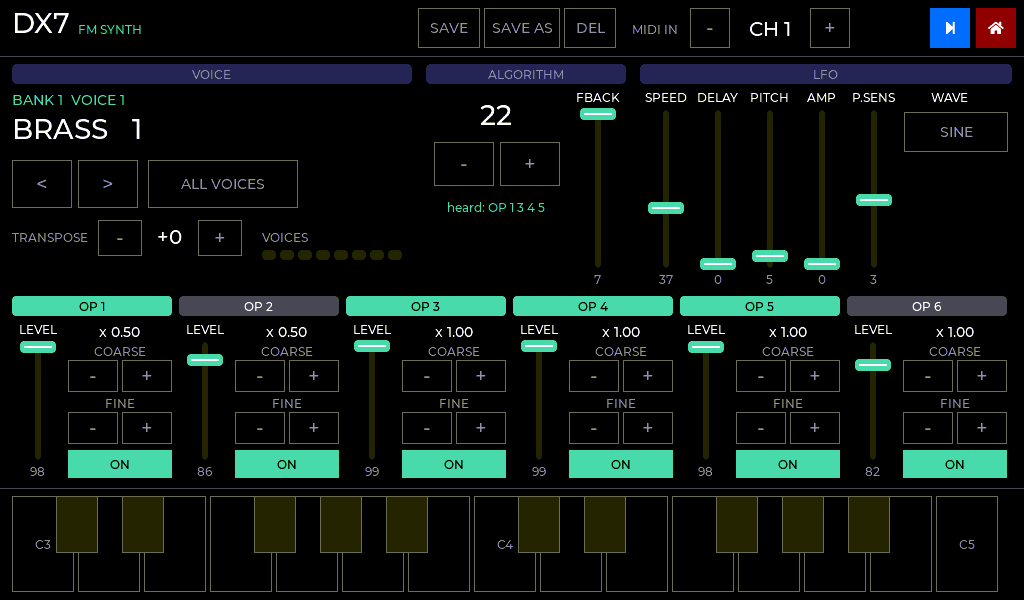 DX7 FM SYNTH SAVE SAVE AS DEL MIDI IN - CH 1 +
VOICE ALGORITHM LFO
BANK 1 VOICE 1
BRASS 1
< > ALL VOICES
TRANSPOSE - +0 + VOICES
22
- +
heard: OP 1 3 4 5
FBACK SPEED DELAY PITCH AMP P.SENS WAVE
SINE
7 37 0 5 0 3
OP 1 OP 2 OP 3 OP 4 OP 5 OP 6
LEVEL x 0.50 LEVEL x 0.50 LEVEL x 1.00 LEVEL x 1.00 LEVEL x 1.00 LEVEL x 1.00
COARSE COARSE COARSE COARSE COARSE COARSE
- + - + - + - + - + - +
FINE FINE FINE FINE FINE FINE
- + - + - + - + - + - +
98 ON 86 ON 99 ON 99 ON 98 ON 82 ON
C3 C4 C5